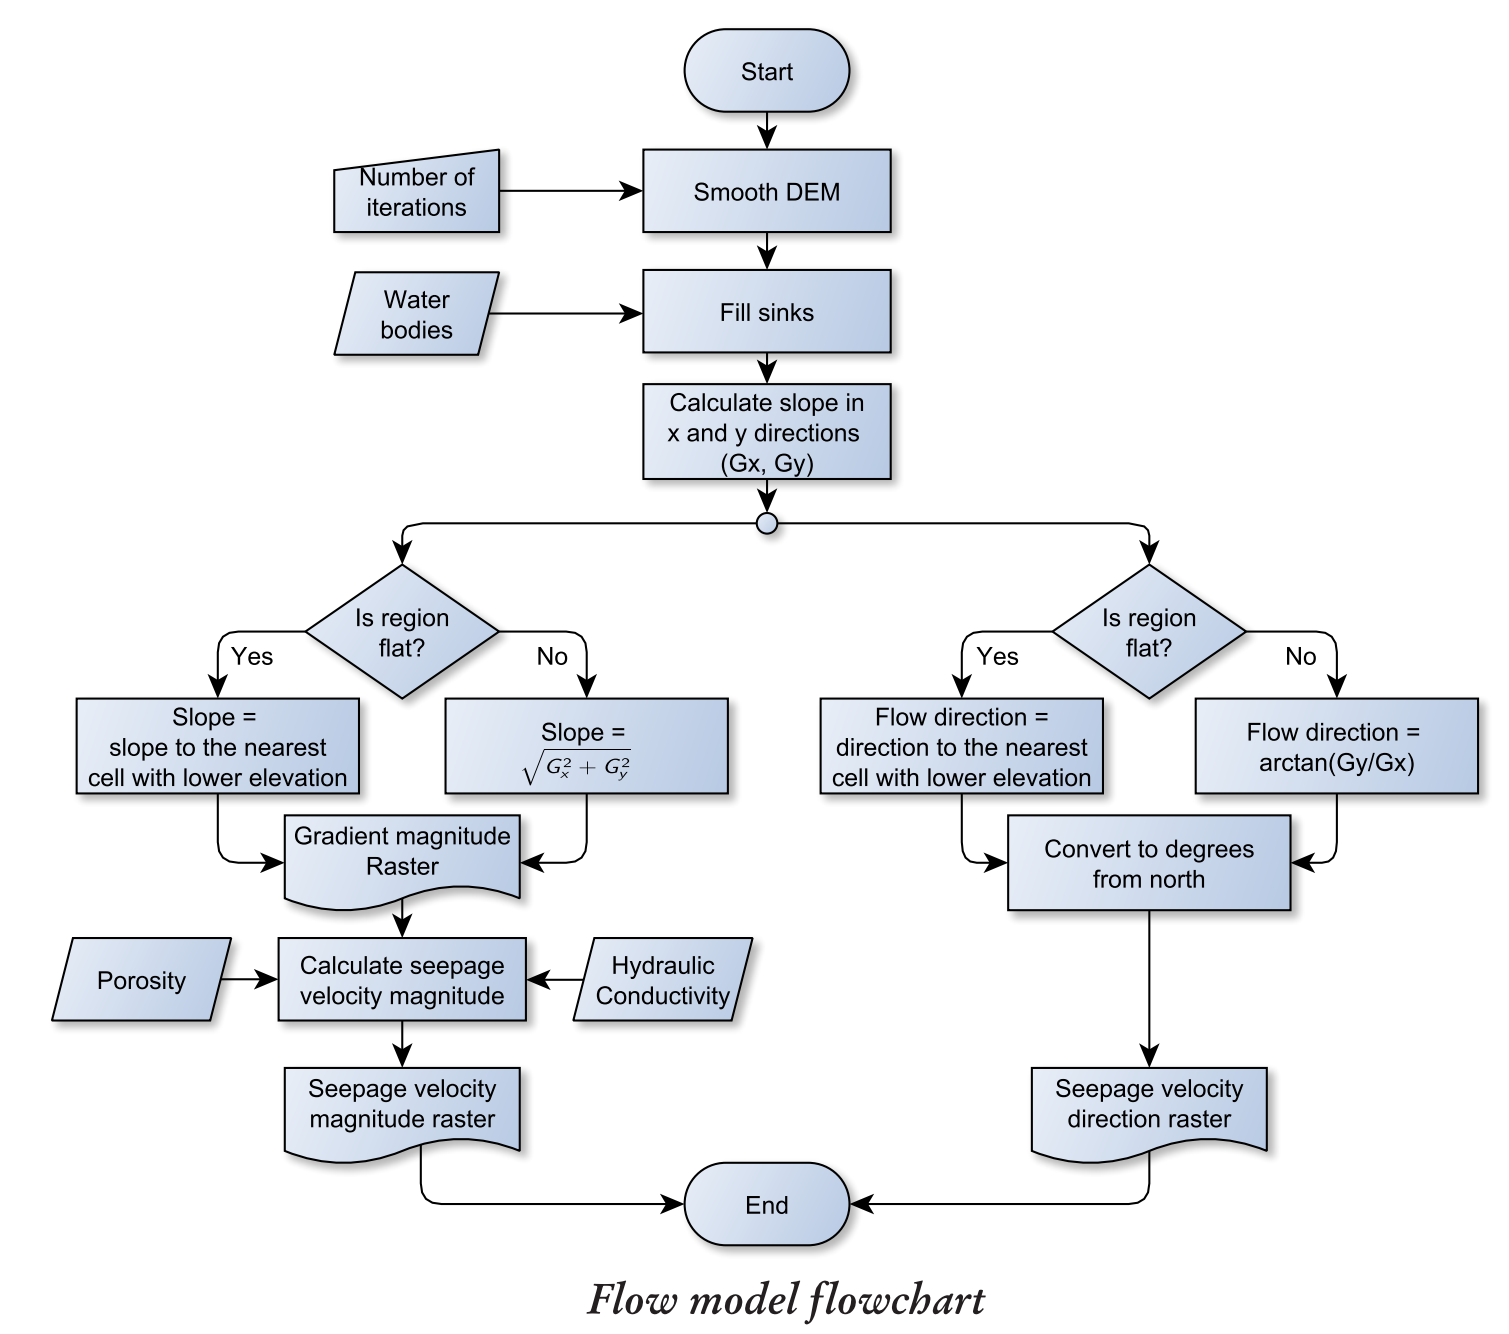 Start
Number of
iterations
Smooth DEM
Water
bodies
Fill sinks
Calculate slope in
x and y directions
(Gx, Gy)
Is region
flat?
Yes
No
Is region
flat?
Yes
No
Slope =
slope to the nearest
cell with lower elevation
Slope =
√(G_x^2 + G_y^2)
Flow direction =
direction to the nearest
cell with lower elevation
Flow direction =
arctan(Gy/Gx)
Gradient magnitude
Raster
Convert to degrees
from north
Porosity
Calculate seepage
velocity magnitude
Hydraulic
Conductivity
Seepage velocity
magnitude raster
Seepage velocity
direction raster
End
Flow model flowchart